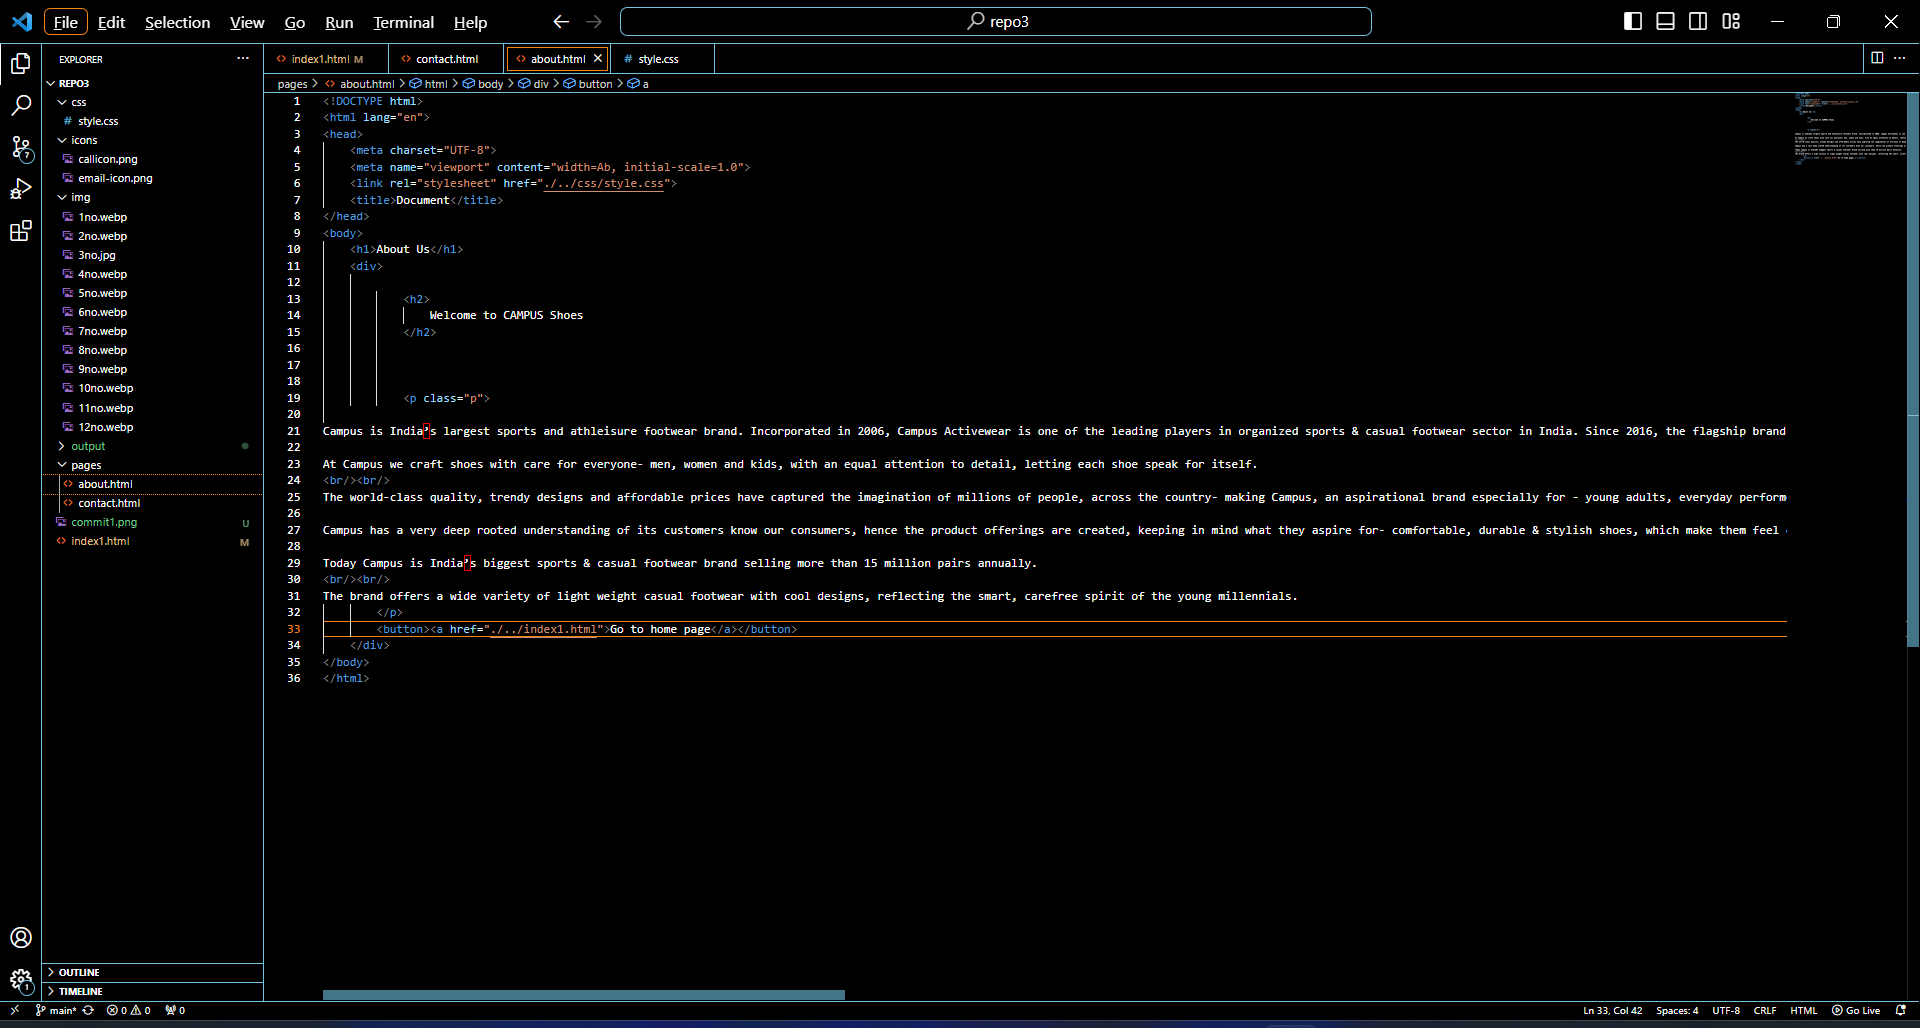 File Edit Selection View Go Run Terminal Help
repo3
EXPLORER
REPO3
css
# style.css
icons
callicon.png
email-icon.png
img
1no.webp
2no.webp
3no.jpg
4no.webp
5no.webp
6no.webp
7no.webp
8no.webp
9no.webp
10no.webp
11no.webp
12no.webp
output
pages
about.html
contact.html
commit1.png U
index1.html M
OUTLINE
TIMELINE
7
1
index1.html M
contact.html
about.html
# style.css
pages > about.html > html > body > div > button > a
1 <!DOCTYPE html>
2 <html lang="en">
3 <head>
4 <meta charset="UTF-8">
5 <meta name="viewport" content="width=Ab, initial-scale=1.0">
6 <link rel="stylesheet" href="./../css/style.css">
7 <title>Document</title>
8 </head>
9 <body>
10 <h1>About Us</h1>
11 <div>
12
13 <h2>
14 Welcome to CAMPUS Shoes
15 </h2>
16
17
18
19 <p class="p">
20
21 Campus is India’s largest sports and athleisure footwear brand. Incorporated in 2006, Campus Activewear is one of the leading players in organized sports & casual footwear sector in India. Since 2016, the flagship brand
22
23 At Campus we craft shoes with care for everyone- men, women and kids, with an equal attention to detail, letting each shoe speak for itself.
24 <br/><br/>
25 The world-class quality, trendy designs and affordable prices have captured the imagination of millions of people, across the country- making Campus, an aspirational brand especially for - young adults, everyday perform
26
27 Campus has a very deep rooted understanding of its customers know our consumers, hence the product offerings are created, keeping in mind what they aspire for- comfortable, durable & stylish shoes, which make them feel
28
29 Today Campus is India’s biggest sports & casual footwear brand selling more than 15 million pairs annually.
30 <br/><br/>
31 The brand offers a wide variety of light weight casual footwear with cool designs, reflecting the smart, carefree spirit of the young millennials.
32 </p>
33 <button><a href="./../index1.html">Go to home page</a></button>
34 </div>
35 </body>
36 </html>
main* 0 0 0
Ln 33, Col 42 Spaces: 4 UTF-8 CRLF HTML Go Live